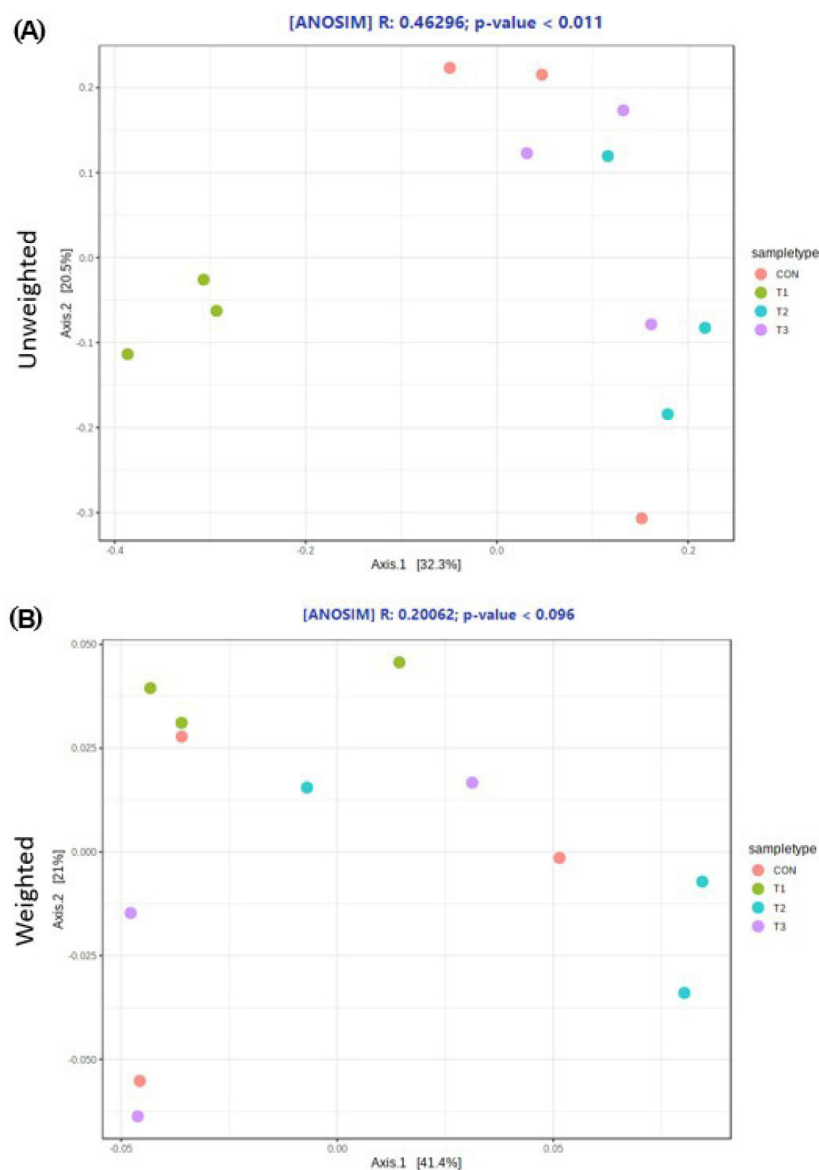 (A)
[ANOSIM] R: 0.46296; p-value < 0.011
0.2
0.1
0.0
-0.1
-0.2
-0.3
Unweighted
Axis.2 [20.5%]
-0.4
-0.2
0.0
0.2
Axis.1 [32.3%]
sampletype
CON
T1
T2
T3
(B)
[ANOSIM] R: 0.20062; p-value < 0.096
0.050
0.025
0.000
-0.025
-0.050
Weighted
Axis.2 [21%]
-0.05
0.00
0.05
Axis.1 [41.4%]
sampletype
CON
T1
T2
T3